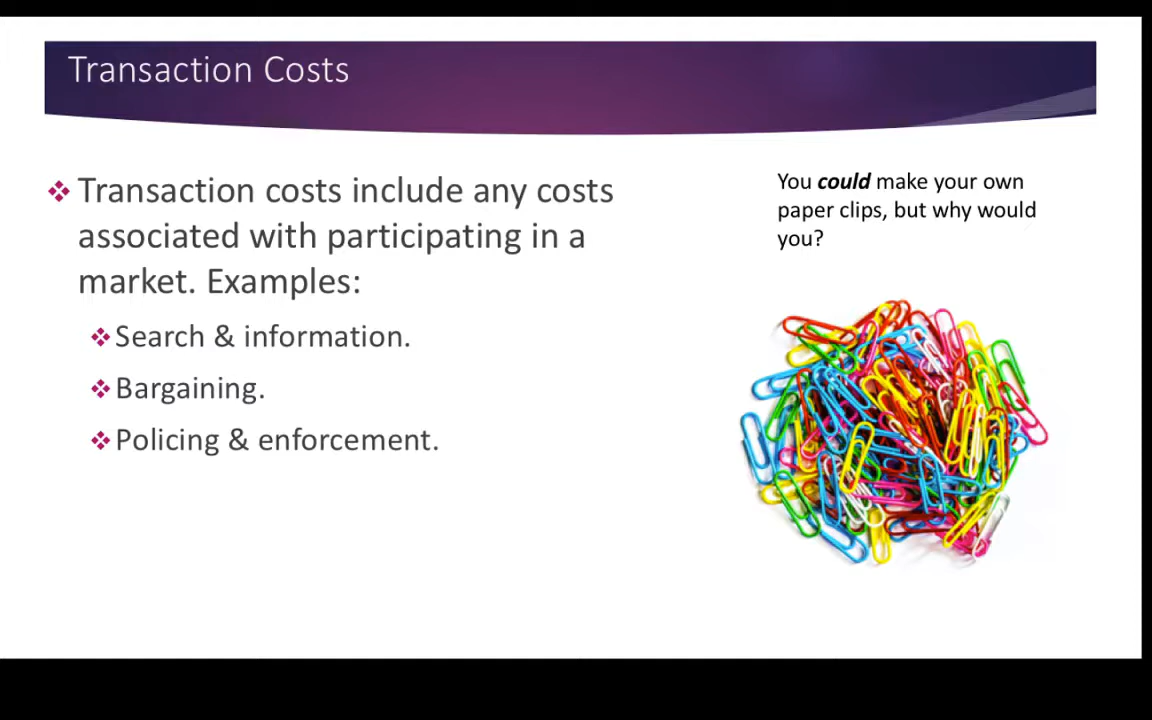 Transaction Costs
Transaction costs include any costs
associated with participating in a
market. Examples:
Search & information.
Bargaining.
Policing & enforcement.
You could make your own
paper clips, but why would
you?